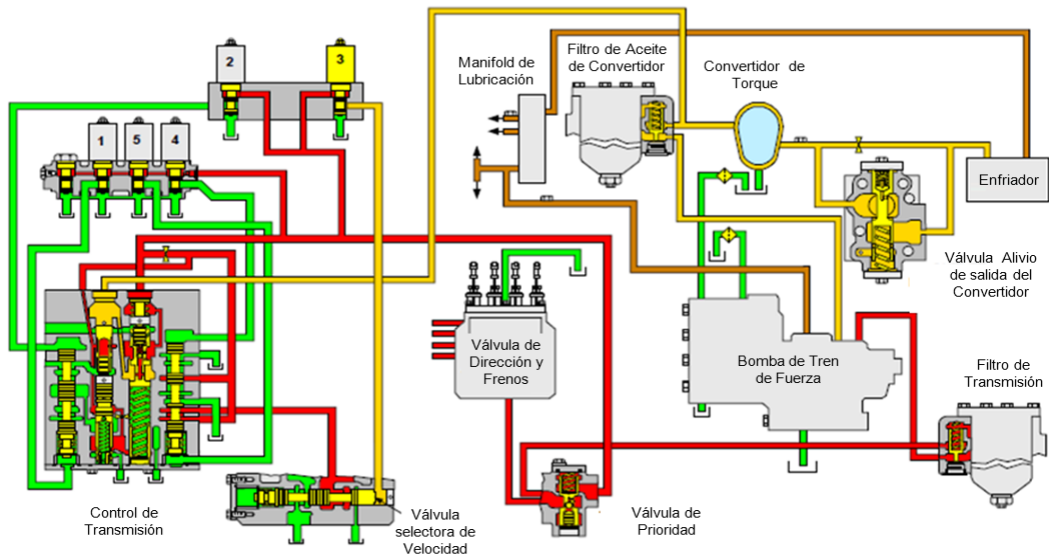 2
3
1
5
4
Manifold de
Lubricación
Filtro de Aceite
de Convertidor
Convertidor de
Torque
Enfriador
Válvula Alivio
de salida del
Convertidor
Válvula de
Dirección y
Frenos
Bomba de Tren
de Fuerza
Filtro de
Transmisión
Control de
Transmisión
Válvula
selectora de
Velocidad
Válvula de
Prioridad